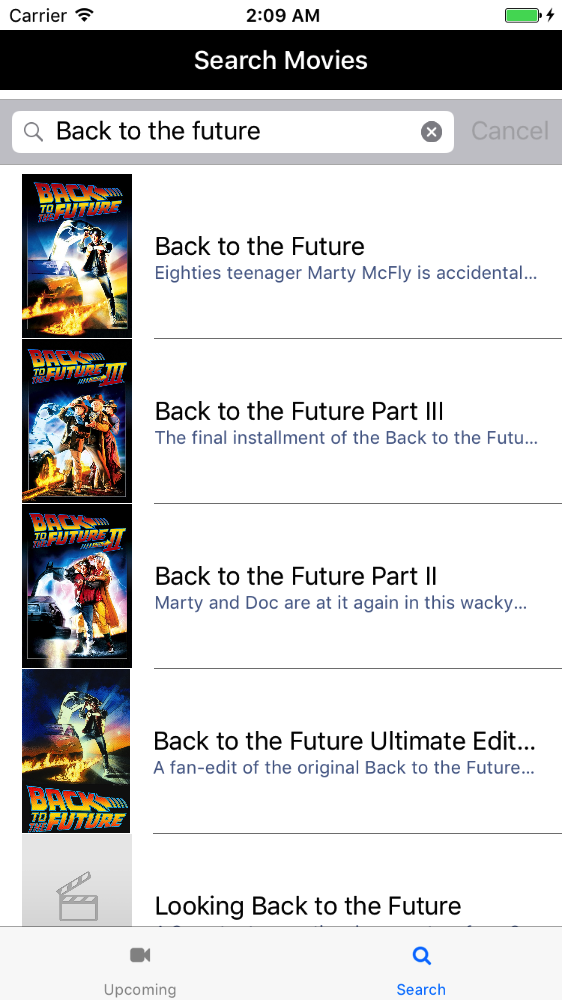 Carrier 2:09 AM
Search Movies
Back to the future Cancel
BACK
TO THE
FUTURE
Back to the Future
Eighties teenager Marty McFly is accidental...
BACK
TO THE
FUTURE III
Back to the Future Part III
The final installment of the Back to the Futu...
BACK
TO THE
FUTURE II
Back to the Future Part II
Marty and Doc are at it again in this wacky...
Back to the Future Ultimate Edit...
A fan-edit of the original Back to the Future...
BACK
TO THE
FUTURE
Looking Back to the Future
Upcoming Search